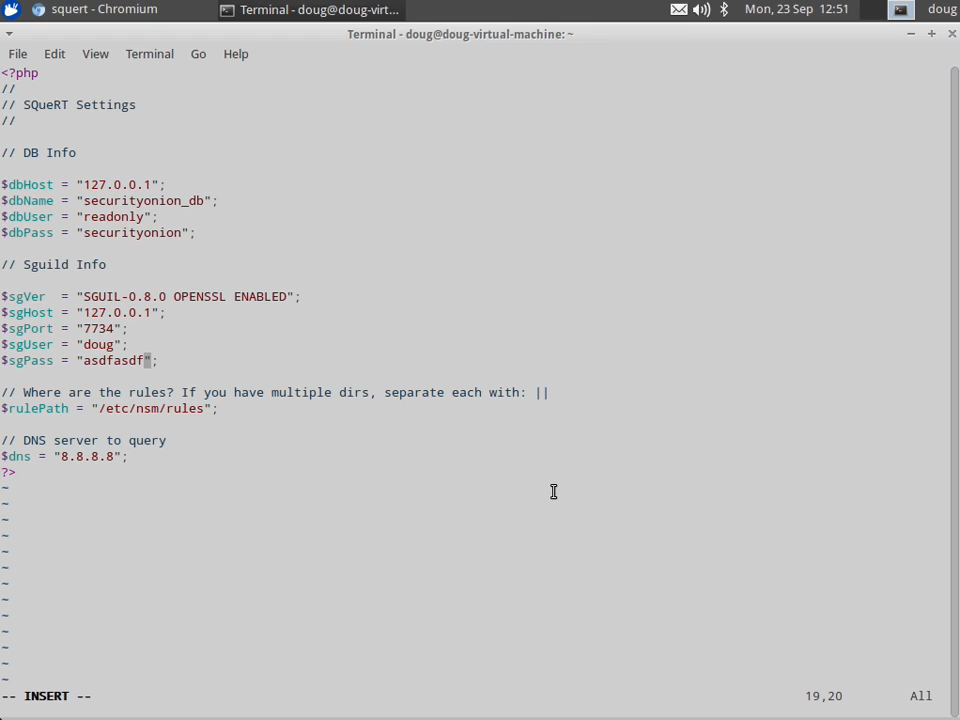 squert - Chromium
Terminal - doug@doug-virt...
Mon, 23 Sep 12:51
doug
Terminal - doug@doug-virtual-machine: ~
File Edit View Terminal Go Help
<?php
//
// SQueRT Settings
//
// DB Info
$dbHost = "127.0.0.1";
$dbName = "securityonion_db";
$dbUser = "readonly";
$dbPass = "securityonion";
// Sguild Info
$sgVer  = "SGUIL-0.8.0 OPENSSL ENABLED";
$sgHost = "127.0.0.1";
$sgPort = "7734";
$sgUser = "doug";
$sgPass = "asdfasdf";
// Where are the rules? If you have multiple dirs, separate each with: ||
$rulePath = "/etc/nsm/rules";
// DNS server to query
$dns = "8.8.8.8";
?>
~
~
~
~
~
~
~
~
~
~
~
~
~
-- INSERT -- 19,20 All